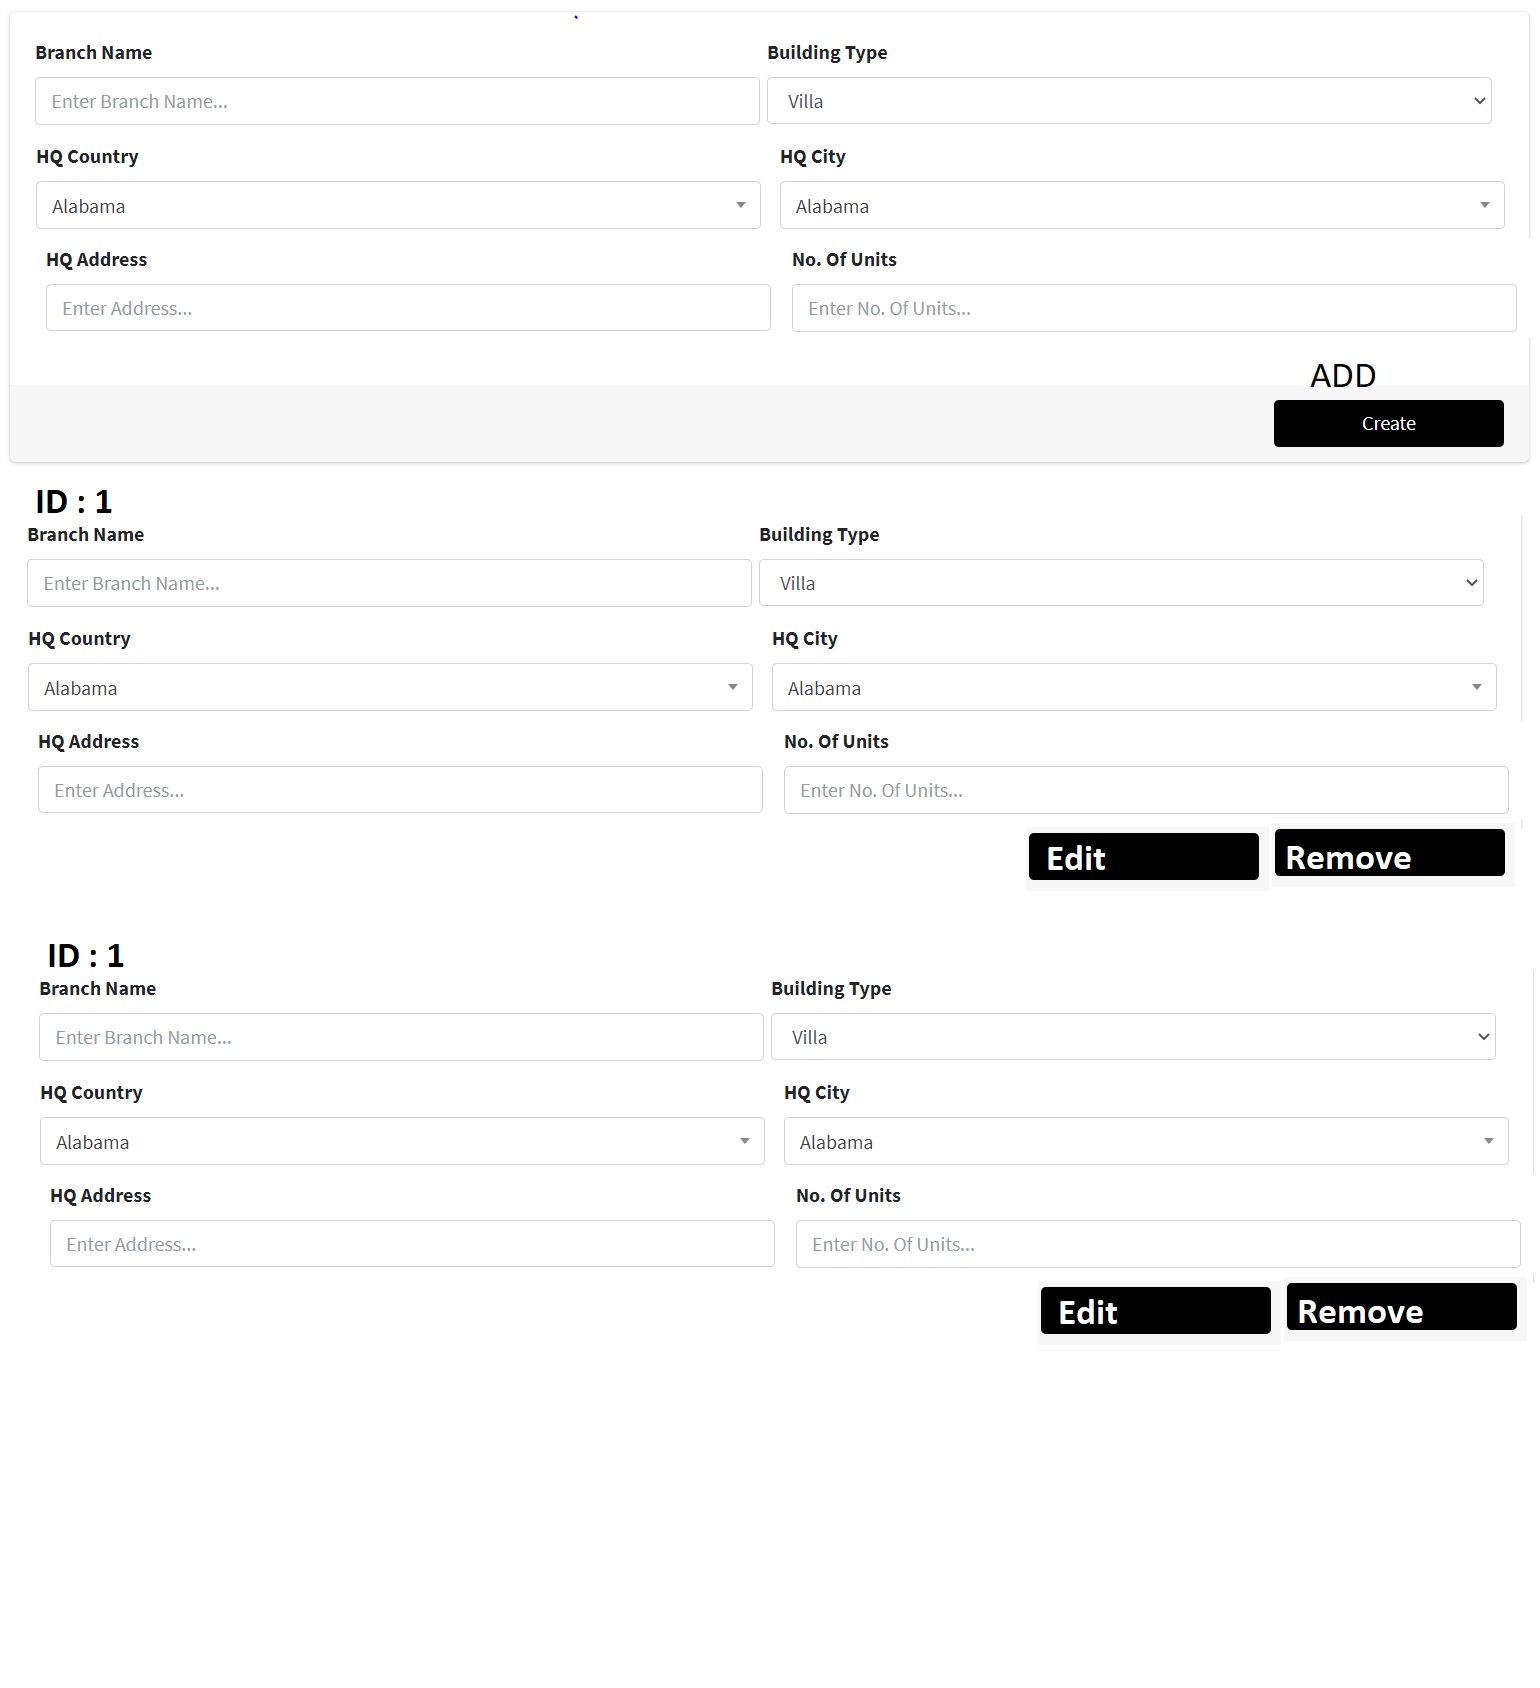 Branch Name Building Type
Enter Branch Name... Villa
HQ Country HQ City
Alabama Alabama
HQ Address No. Of Units
Enter Address... Enter No. Of Units...
ADD
Create
ID : 1
Branch Name Building Type
Enter Branch Name... Villa
HQ Country HQ City
Alabama Alabama
HQ Address No. Of Units
Enter Address... Enter No. Of Units...
Edit Remove
ID : 1
Branch Name Building Type
Enter Branch Name... Villa
HQ Country HQ City
Alabama Alabama
HQ Address No. Of Units
Enter Address... Enter No. Of Units...
Edit Remove